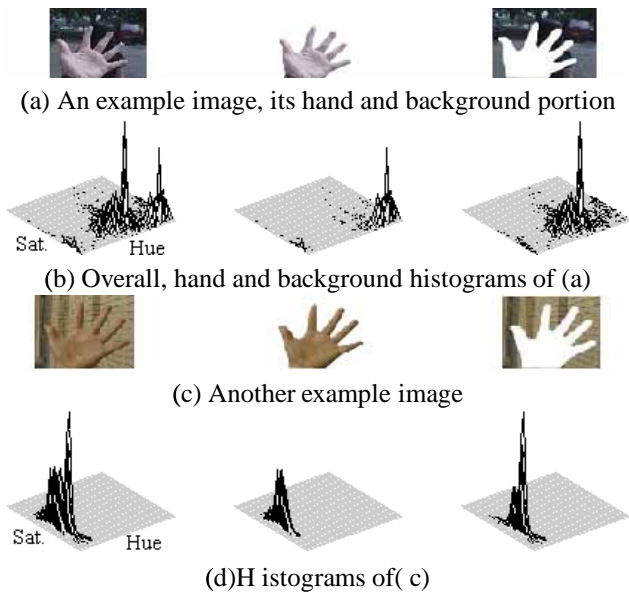 (a) An example image, its hand and background portion
Sat. Hue
(b) Overall, hand and background histograms of (a)
(c) Another example image
Sat. Hue
(d)H istograms of( c)